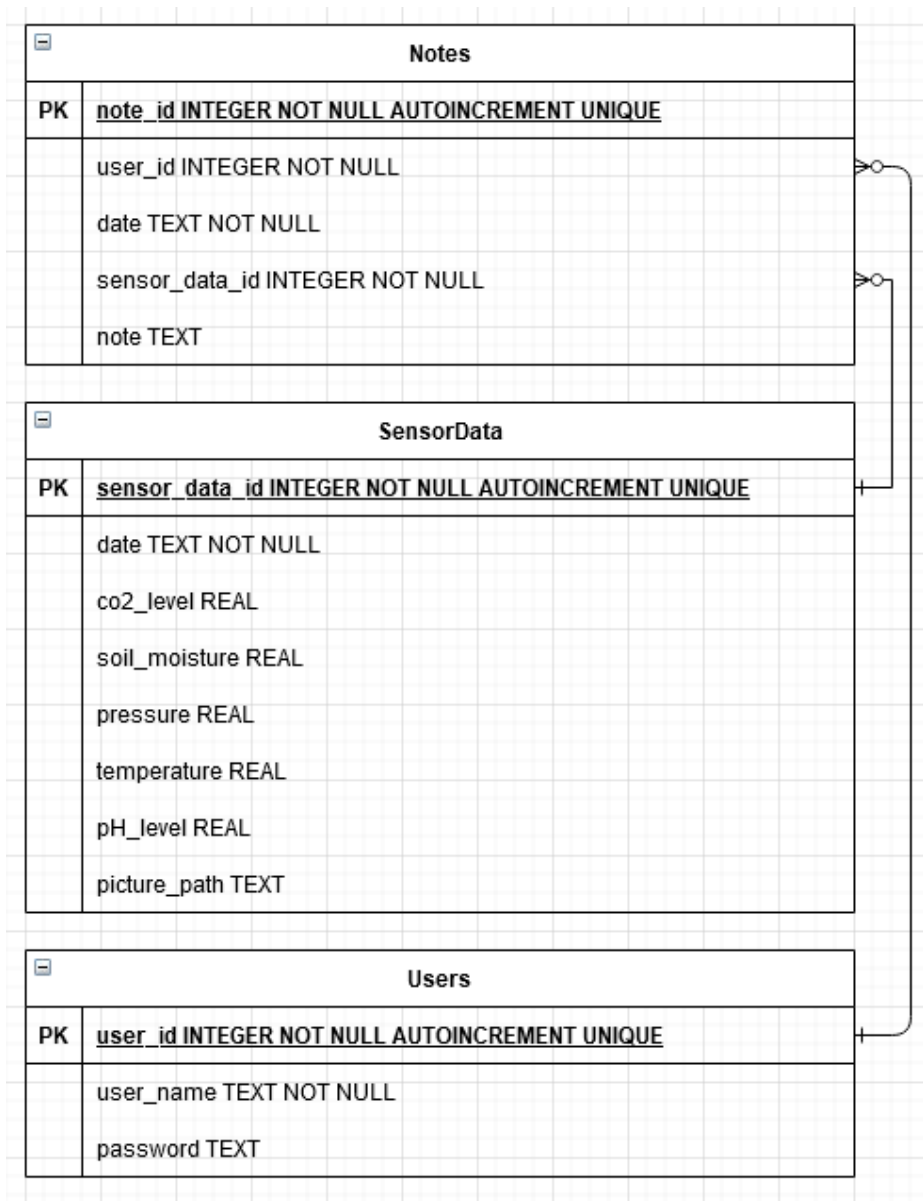 Notes
PK note_id INTEGER NOT NULL AUTOINCREMENT UNIQUE
user_id INTEGER NOT NULL
date TEXT NOT NULL
sensor_data_id INTEGER NOT NULL
note TEXT
SensorData
PK sensor_data_id INTEGER NOT NULL AUTOINCREMENT UNIQUE
date TEXT NOT NULL
co2_level REAL
soil_moisture REAL
pressure REAL
temperature REAL
pH_level REAL
picture_path TEXT
Users
PK user_id INTEGER NOT NULL AUTOINCREMENT UNIQUE
user_name TEXT NOT NULL
password TEXT